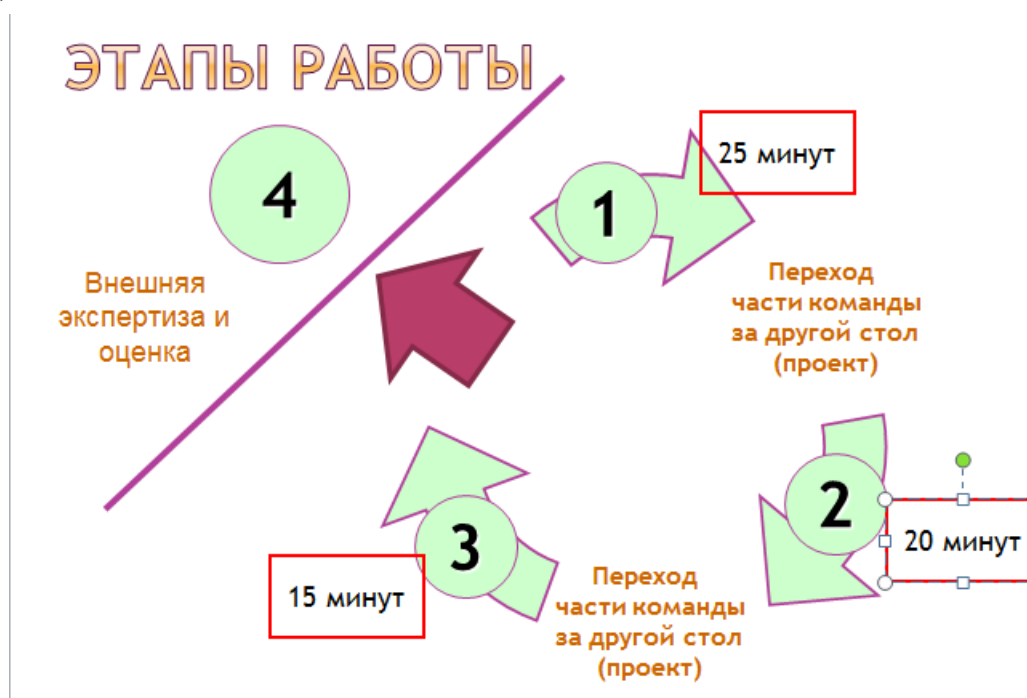 ЭТАПЫ РАБОТЫ
4
Внешняя
экспертиза и
оценка
1
25 минут
Переход
части команды
за другой стол
(проект)
2
20 минут
3
15 минут
Переход
части команды
за другой стол
(проект)